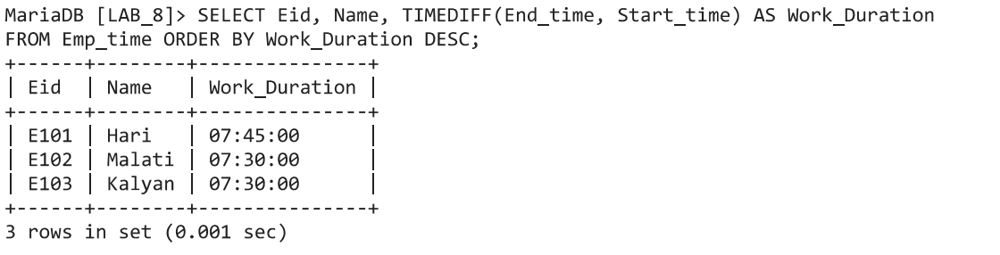 MariaDB [LAB_8]> SELECT Eid, Name, TIMEDIFF(End_time, Start_time) AS Work_Duration
FROM Emp_time ORDER BY Work_Duration DESC;
+------+--------+---------------+
| Eid  | Name   | Work_Duration |
+------+--------+---------------+
| E101 | Hari   | 07:45:00      |
| E102 | Malati | 07:30:00      |
| E103 | Kalyan | 07:30:00      |
+------+--------+---------------+
3 rows in set (0.001 sec)